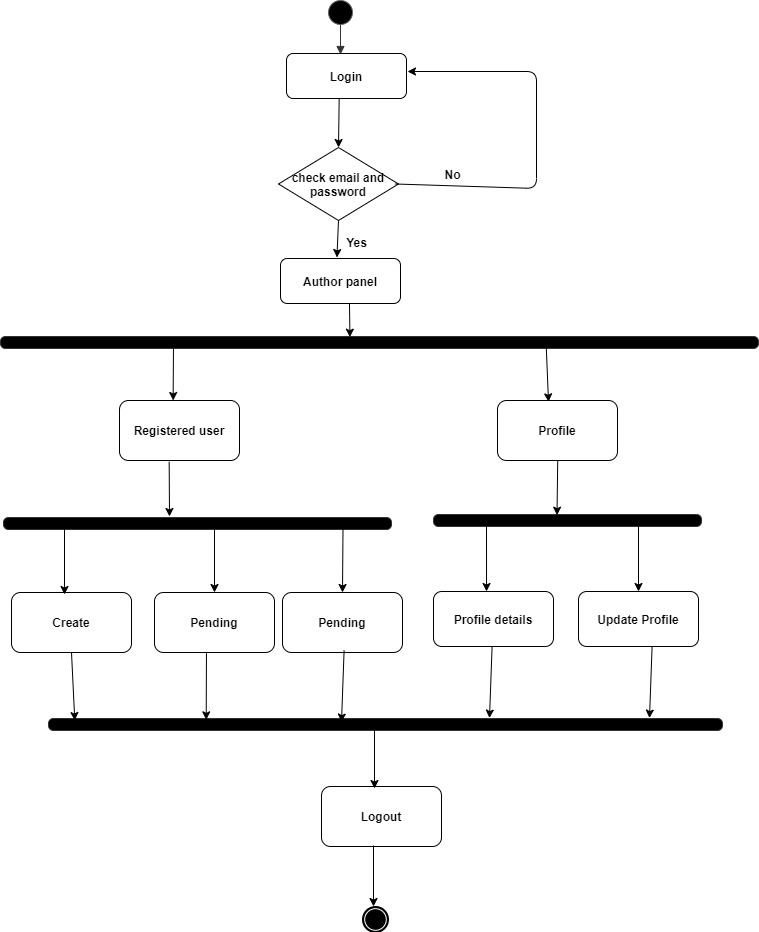 Login
check email and
password
No
Yes
Author panel
Registered user
Profile
Create
Pending
Pending
Profile details
Update Profile
Logout